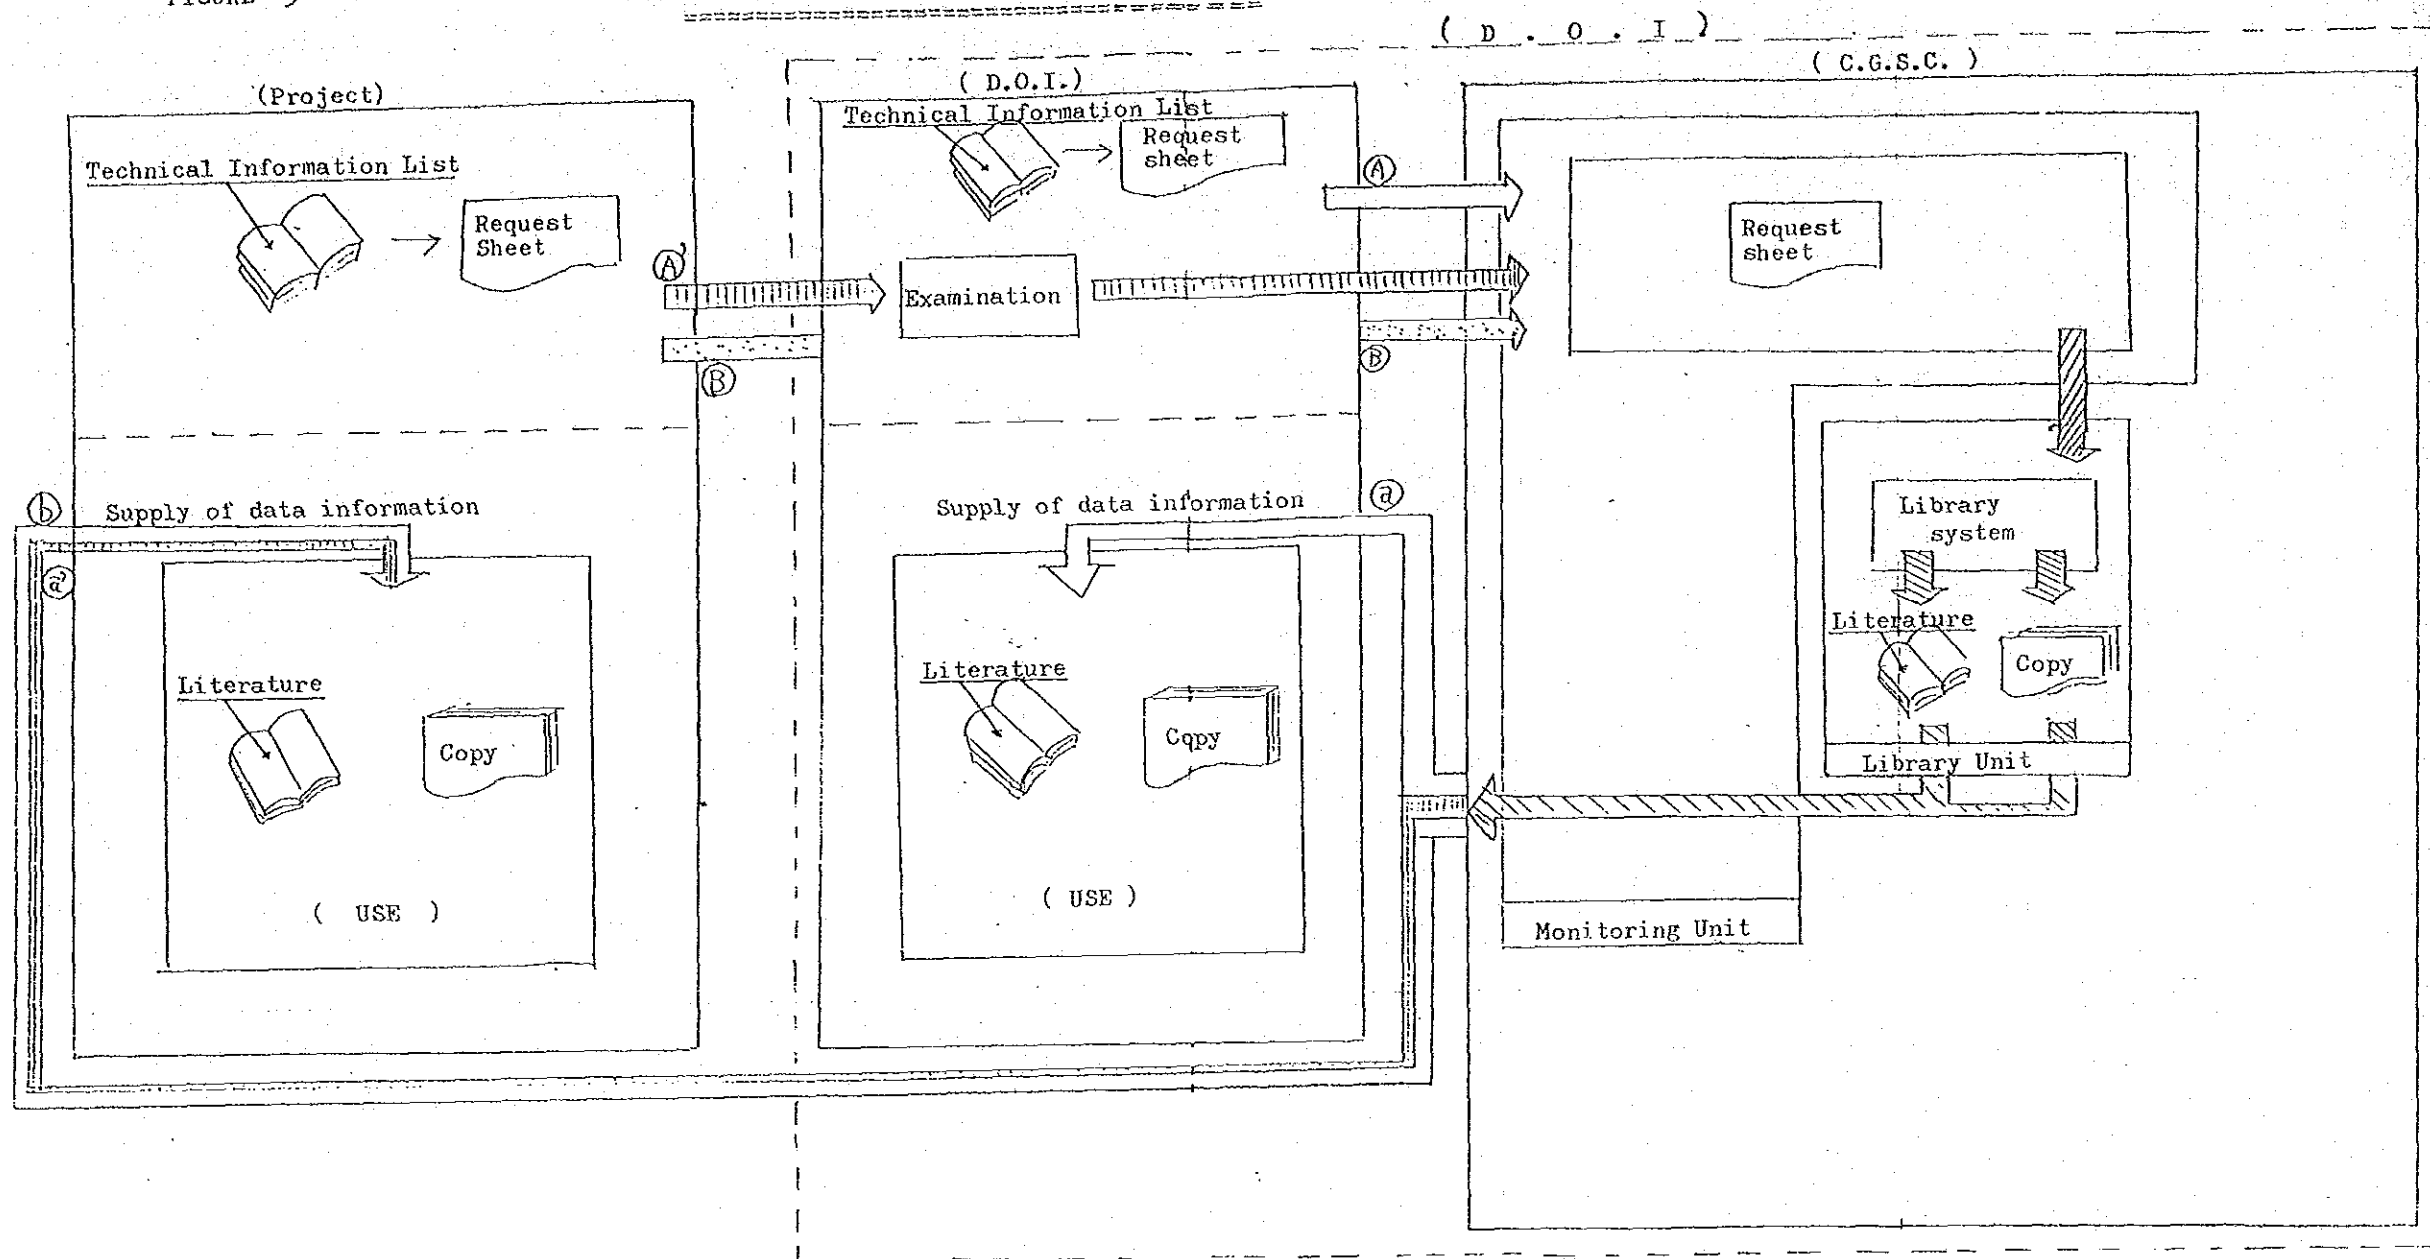 ( D . O . I )
(Project)
( D.O.I.)
( C.G.S.C. )
Technical Information List
Request
Sheet
Technical Information List
Request
sheet
Request
sheet
A
A'
Examination
B
B
b
Supply of data information
a'
Supply of data information
a
Library
system
Literature
Copy
Library Unit
Literature
Copy
( USE )
Literature
Copy
( USE )
Monitoring Unit